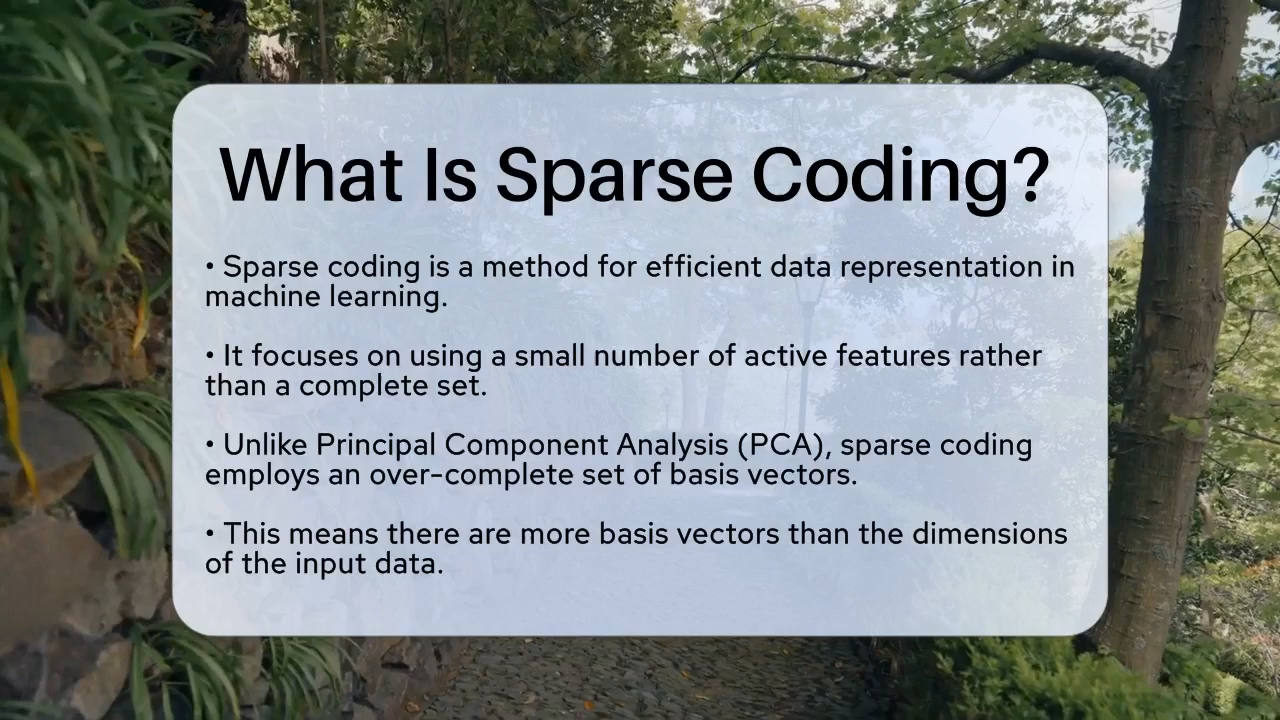 What Is Sparse Coding?
• Sparse coding is a method for efficient data representation in
machine learning.
• It focuses on using a small number of active features rather
than a complete set.
• Unlike Principal Component Analysis (PCA), sparse coding
employs an over-complete set of basis vectors.
• This means there are more basis vectors than the dimensions
of the input data.